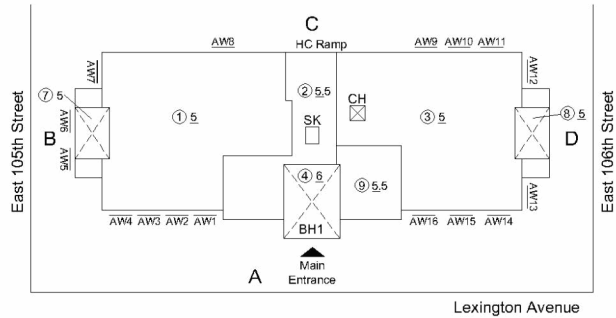 C
AW8
HC Ramp
AW9 AW10 AW11
AW7
AW12
⑦ 5
② 5.5
CH
① 5
③ 5
⑧ 5
SK
East 105th Street
B
AW6
AW5
D
East 106th Street
④ 6
⑨ 5.5
AW13
AW4 AW3 AW2 AW1
BH1
AW16 AW15 AW14
Main
Entrance
A
Lexington Avenue